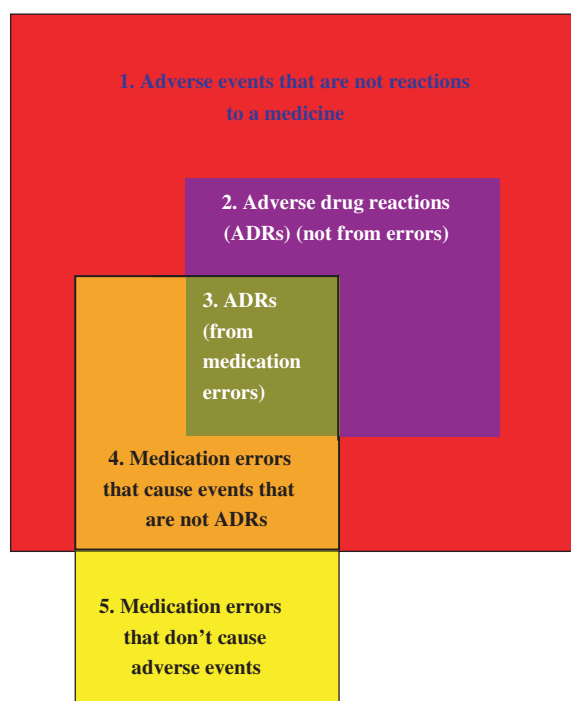 1. Adverse events that are not reactions
to a medicine
2. Adverse drug reactions
(ADRs) (not from errors)
3. ADRs
(from
medication
errors)
4. Medication errors
that cause events that
are not ADRs
5. Medication errors
that don’t cause
adverse events